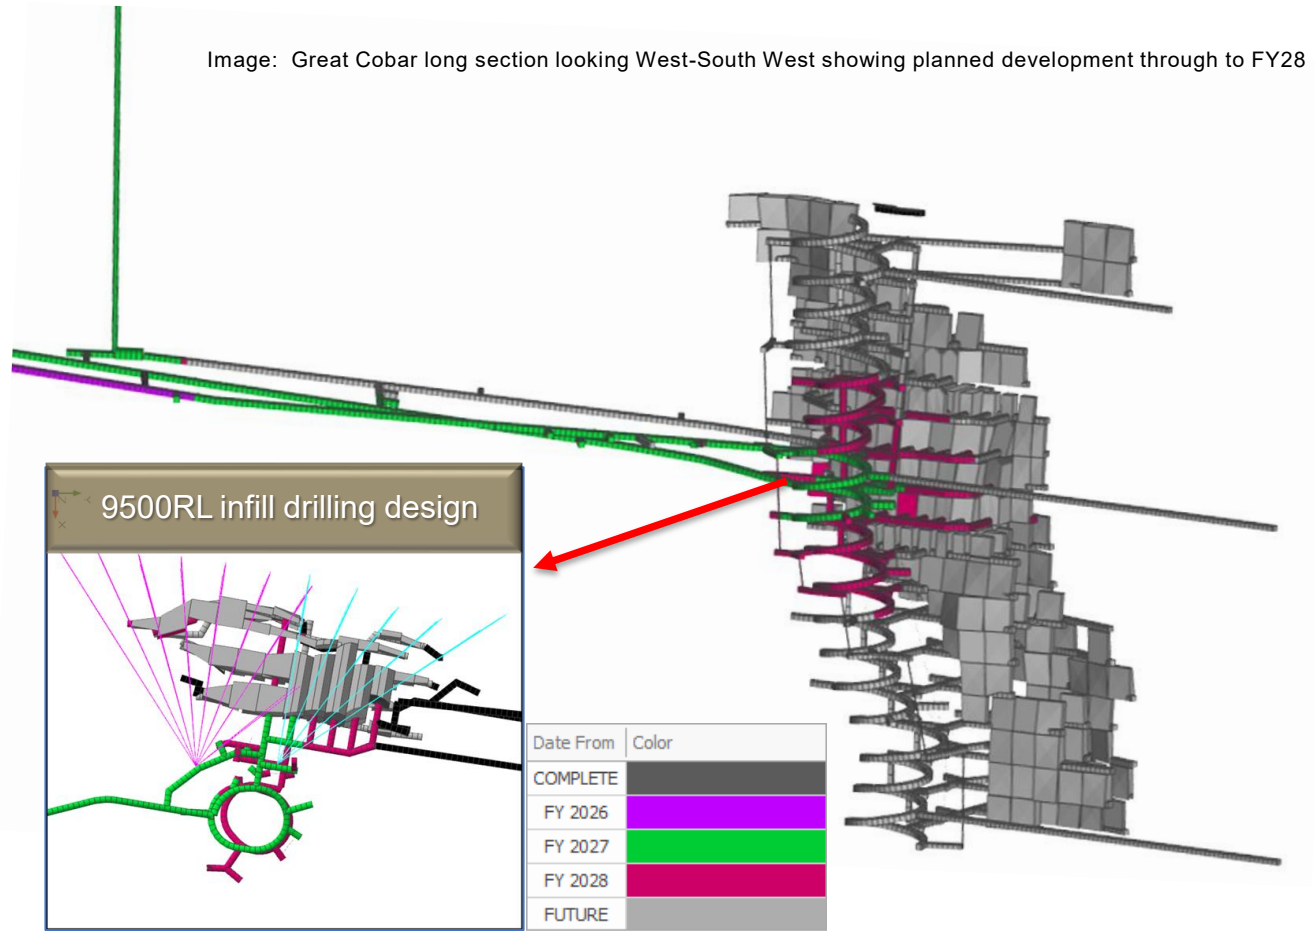 Image: Great Cobar long section looking West-South West showing planned development through to FY28
9500RL infill drilling design
Date From Color
COMPLETE
FY 2026
FY 2027
FY 2028
FUTURE